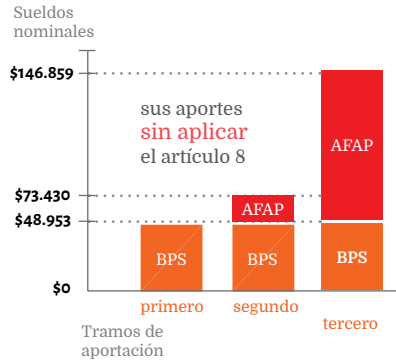 Sueldos
nominales
$146.859
sus aportes
sin aplicar
el artículo 8
AFAP
$73.430
AFAP
$48.953
BPS
BPS
BPS
$0
primero
segundo
tercero
Tramos de
aportación